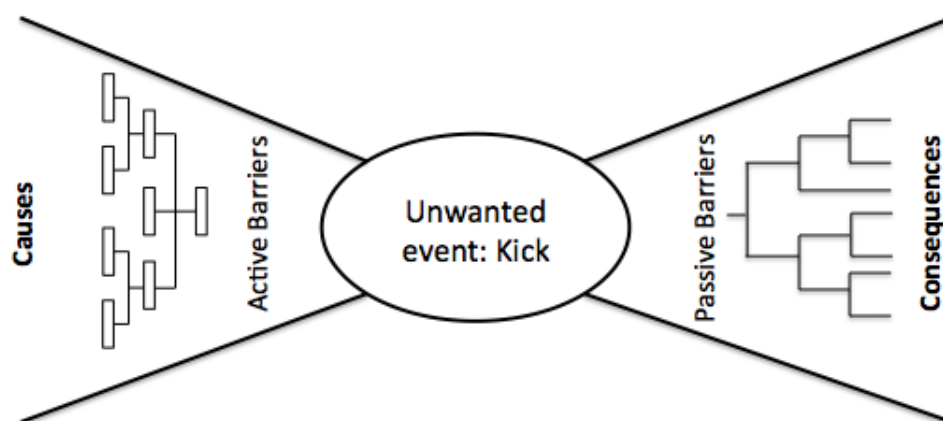 Causes
Active Barriers
Unwanted
event: Kick
Passive Barriers
Consequences